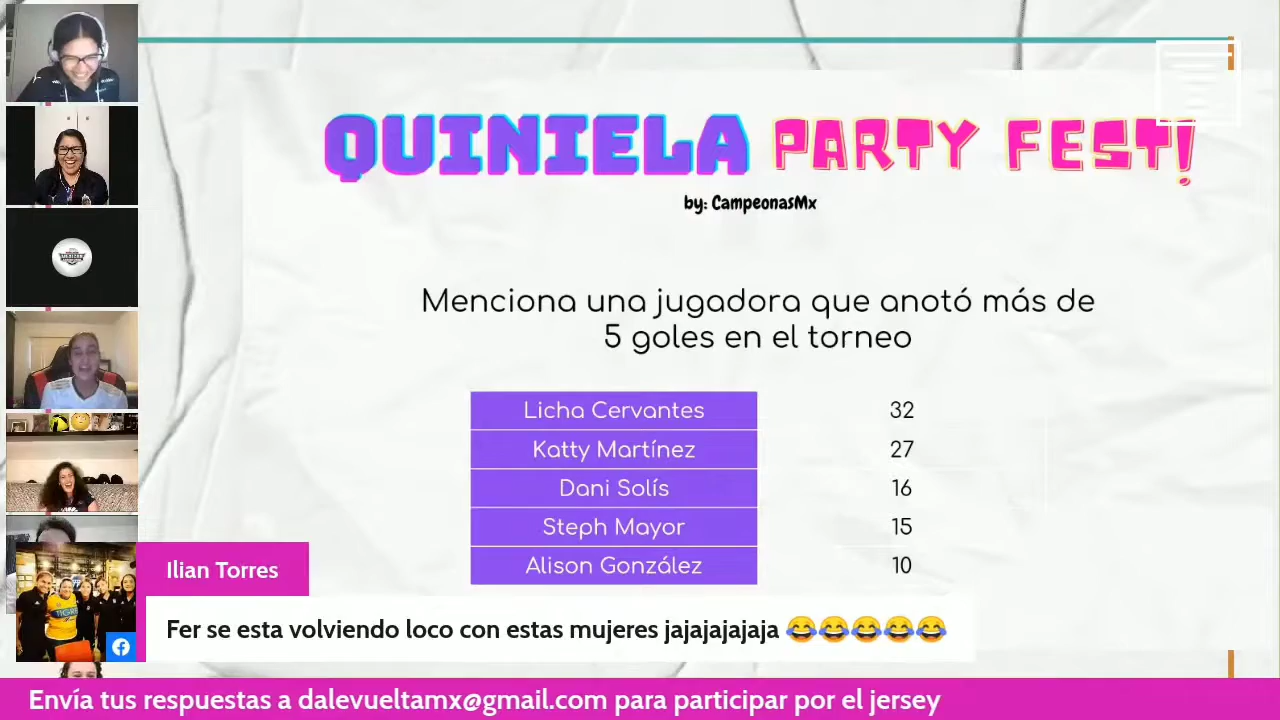 QUINIELA PARTY FEST!
by: CampeonasMx
Menciona una jugadora que anotó más de
5 goles en el torneo
Licha Cervantes 32
Katty Martínez 27
Dani Solís 16
Steph Mayor 15
Alison González 10
Ilian Torres
Fer se esta volviendo loco con estas mujeres jajajajajaja 😂😂😂😂😂
Envía tus respuestas a dalevueltamx@gmail.com para participar por el jersey